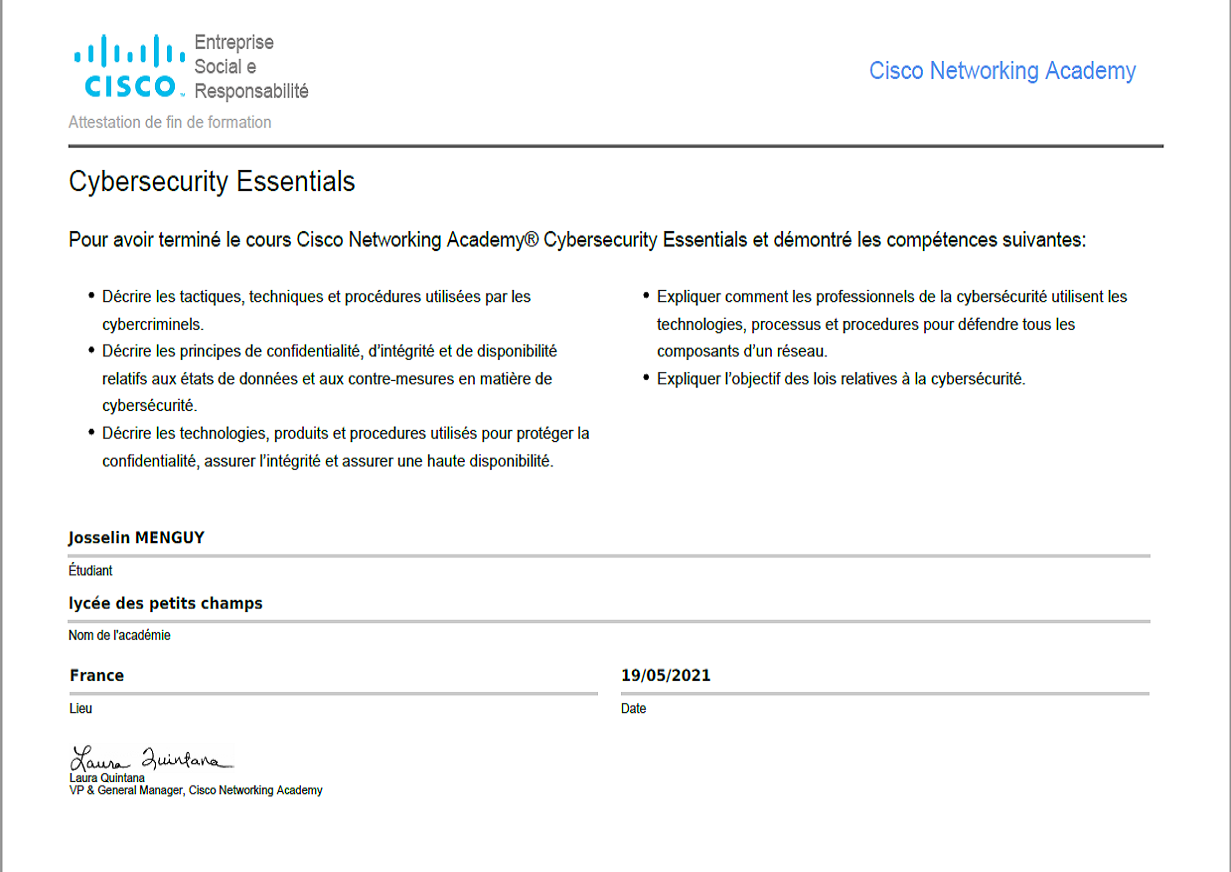 Entreprise
Social e
CISCO
Responsabilité
Cisco Networking Academy
Attestation de fin de formation
Cybersecurity Essentials
Pour avoir terminé le cours Cisco Networking Academy® Cybersecurity Essentials et démontré les compétences suivantes:
• Décrire les tactiques, techniques et procédures utilisées par les
cybercriminels.
• Décrire les principes de confidentialité, d'intégrité et de disponibilité
relatifs aux états de données et aux contre-mesures en matière de
cybersécurité.
• Décrire les technologies, produits et procedures utilisés pour protéger la
confidentialité, assurer l'intégrité et assurer une haute disponibilité.
• Expliquer comment les professionnels de la cybersécurité utilisent les
technologies, processus et procedures pour défendre tous les
composants d'un réseau.
• Expliquer l'objectif des lois relatives à la cybersécurité.
Josselin MENGUY
Étudiant
lycée des petits champs
Nom de l'académie
France
Lieu
19/05/2021
Date
Laura Quintana
Laura Quintana
VP & General Manager, Cisco Networking Academy